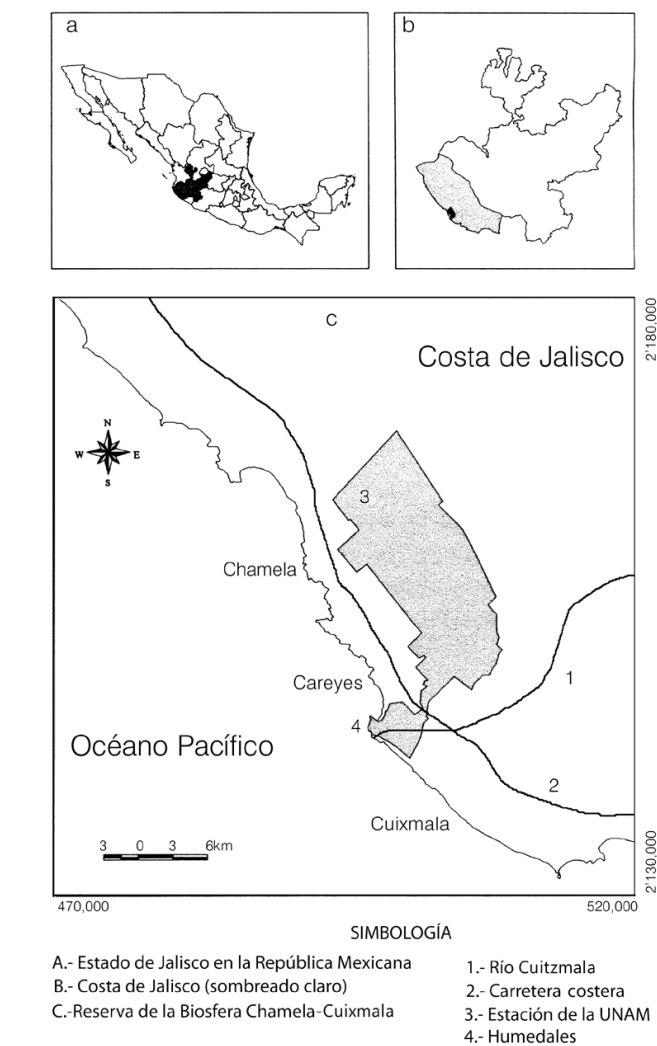 a
b
c
Costa de Jalisco
2'180,000
N
W E
S
3
Chamela
1
Careyes
4
Océano Pacífico
2
Cuixmala
3 0 3 6km
2'130,000
470,000 520,000
SIMBOLOGÍA
A.- Estado de Jalisco en la República Mexicana
B.- Costa de Jalisco (sombreado claro)
C.-Reserva de la Biosfera Chamela-Cuixmala
1.- Río Cuitzmala
2.- Carretera costera
3.- Estación de la UNAM
4.- Humedales